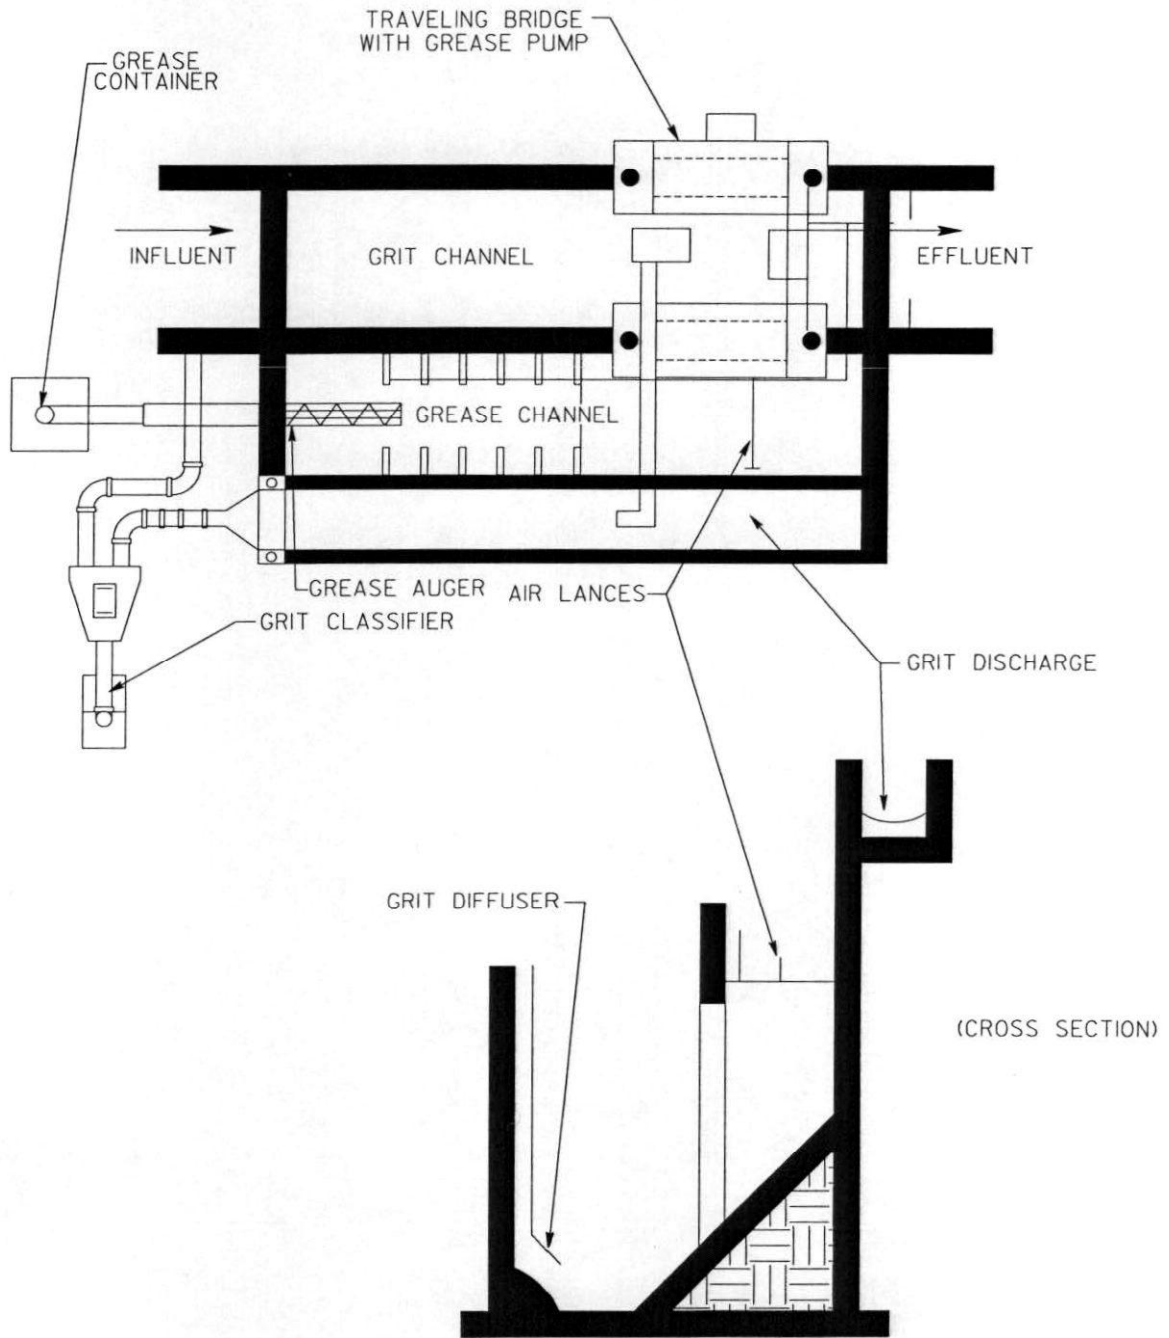 TRAVELING BRIDGE
WITH GREASE PUMP
GREASE
CONTAINER
INFLUENT
GRIT CHANNEL
EFFLUENT
GREASE CHANNEL
GREASE AUGER
AIR LANCES
GRIT CLASSIFIER
GRIT DISCHARGE
GRIT DIFFUSER
(CROSS SECTION)